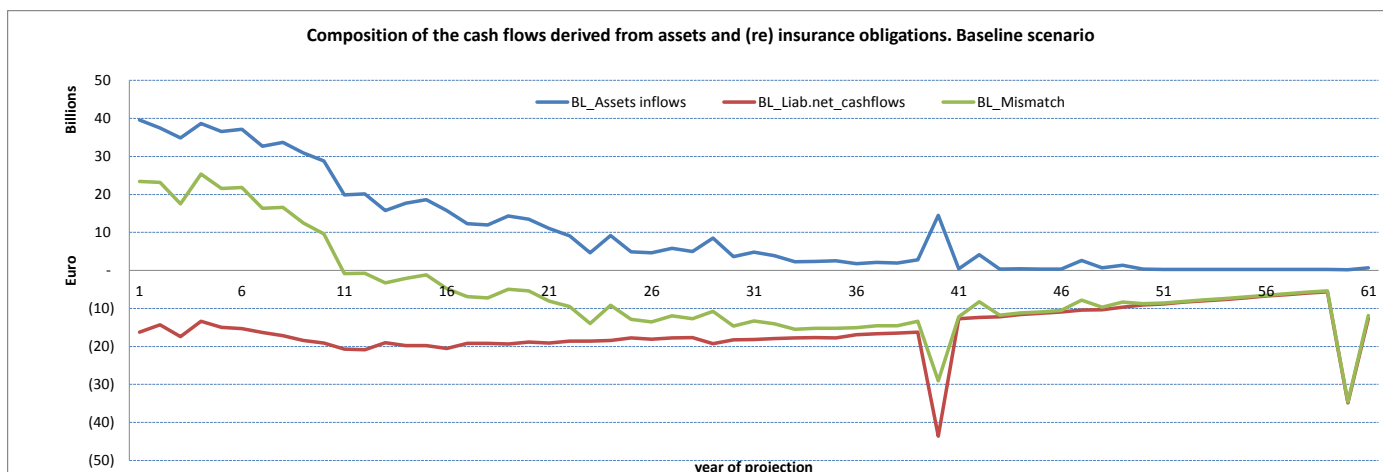 Composition of the cash flows derived from assets and (re) insurance obligations. Baseline scenario
Billions
Euro
50
40
30
20
10
-
(10)
(20)
(30)
(40)
(50)
BL_Assets inflows BL_Liab.net_cashflows BL_Mismatch
1 6 11 16 21 26 31 36 41 46 51 56 61
year of projection